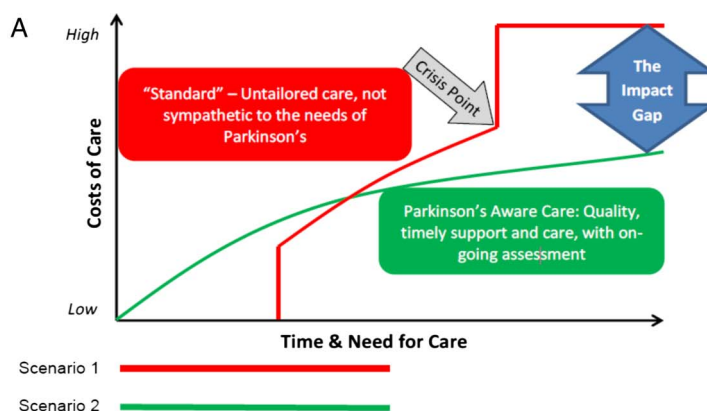 A
High
"Standard" – Untailored care, not
sympathetic to the needs of
Parkinson's
Crisis Point
The
Impact
Gap
Costs of Care
Parkinson's Aware Care: Quality,
timely support and care, with on-
going assessment
Low
Time & Need for Care
Scenario 1
Scenario 2